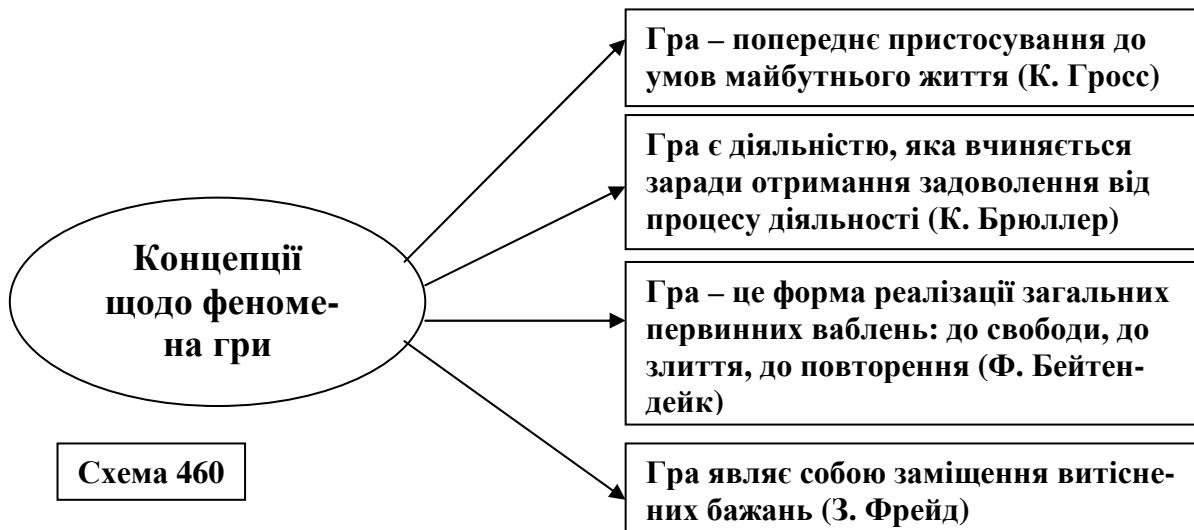 Гра – попереднє пристосування до
умов майбутнього життя (К. Гросс)
Гра є діяльністю, яка вчиняється
заради отримання задоволення від
процесу діяльності (К. Брюллер)
Концепції
щодо феноме-
на гри
Гра – це форма реалізації загальних
первинних ваблень: до свободи, до
злиття, до повторення (Ф. Бейтен-
дейк)
Схема 460
Гра являє собою заміщення витісне-
них бажань (З. Фрейд)